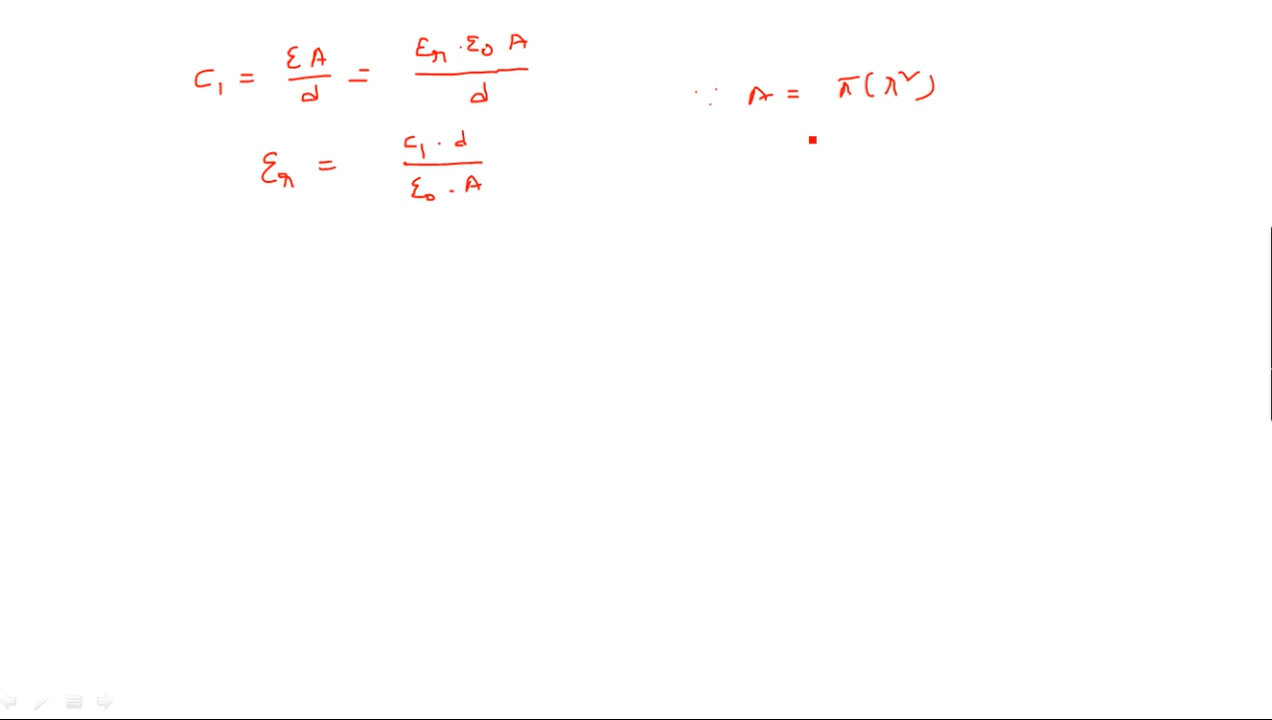 C₁ = εA/d = εr · ε₀ A/d
εr = C₁ · d/ε₀ · A
∵ A = π(r²)